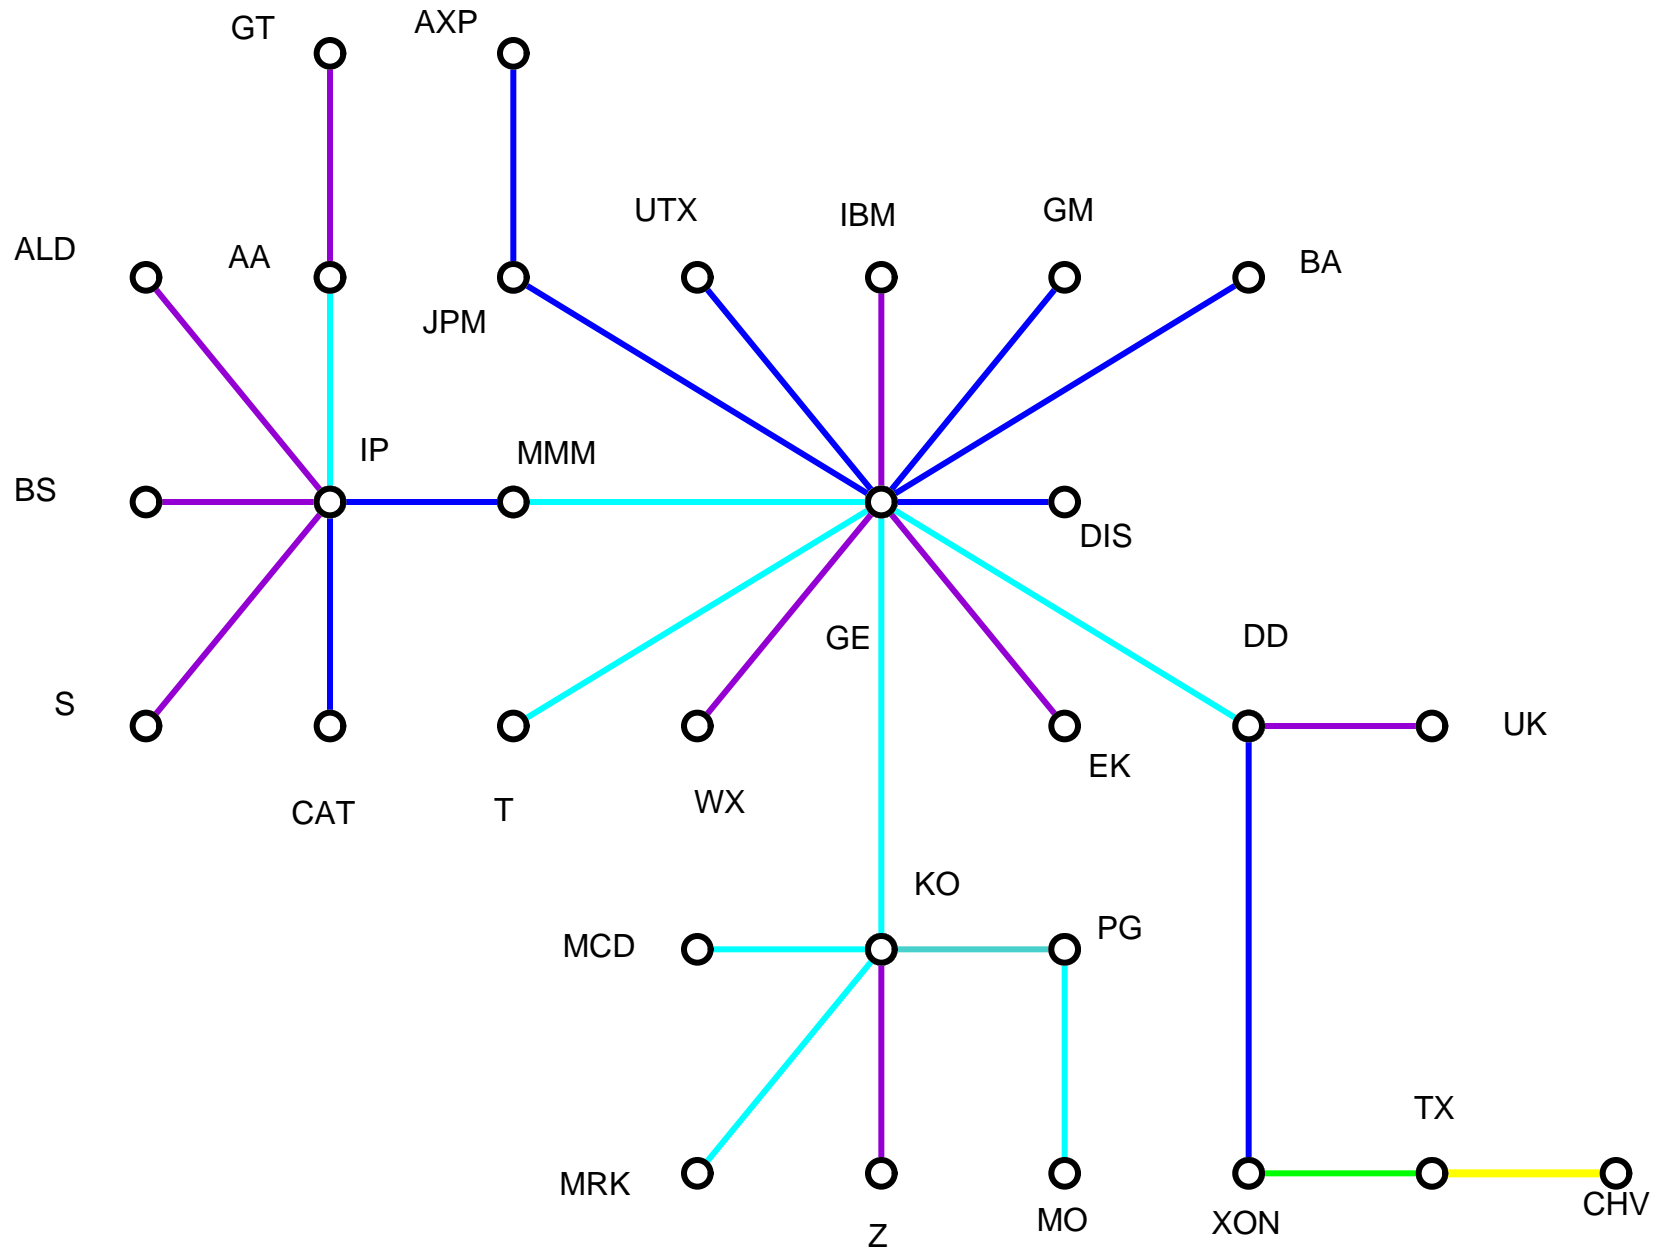 GT
AXP
UTX
IBM
GM
ALD
AA
BA
JPM
IP
MMM
BS
DIS
GE
DD
S
UK
EK
CAT
T
WX
KO
MCD
PG
TX
MRK
CHV
Z
MO
XON